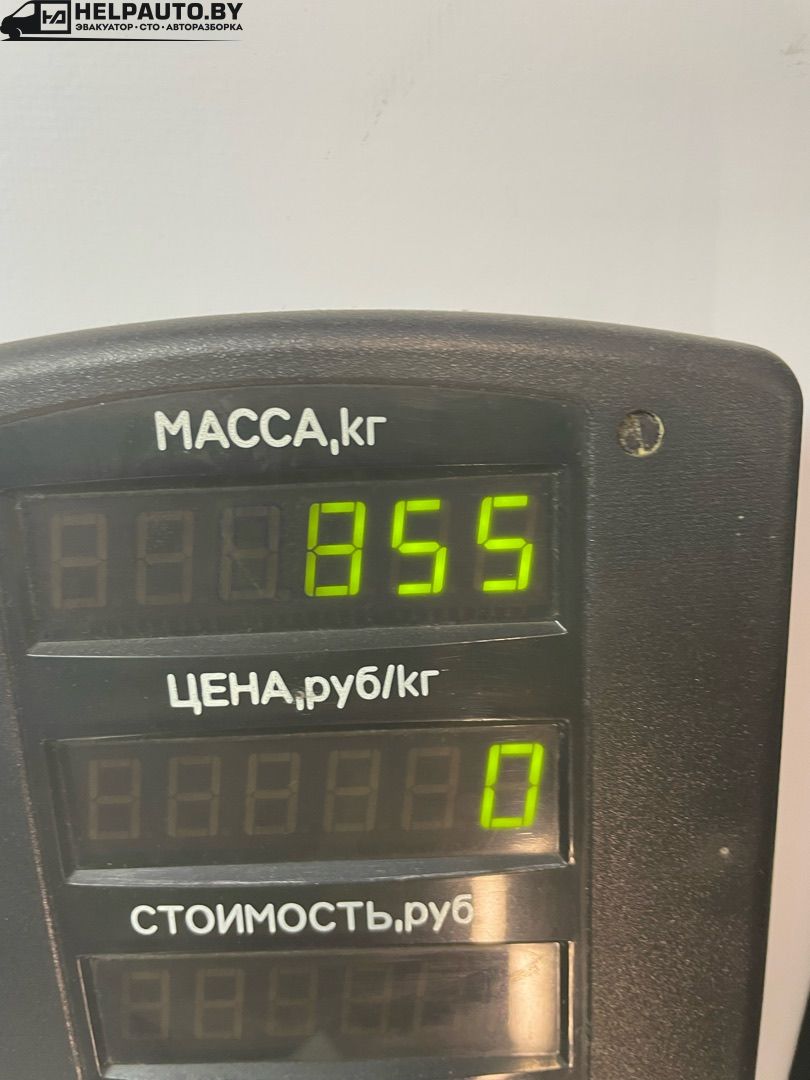 HELPAUTO.BY
ЭВАКУАТОР · СТО · АВТОРАЗБОРКА
МАССА,кг
855
ЦЕНА,руб/кг
0
СТОИМОСТЬ,руб